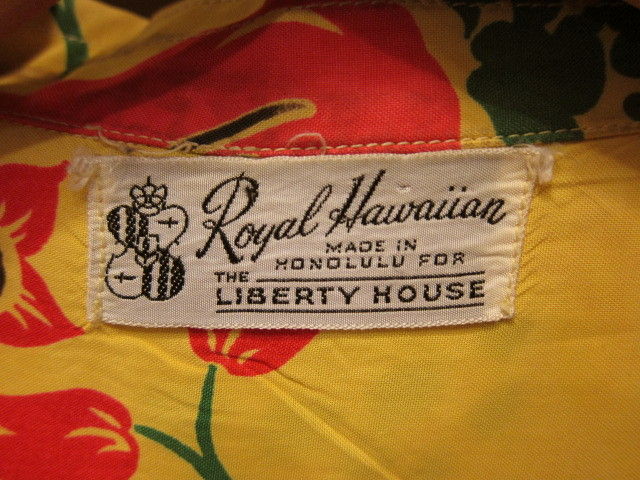 Royal Hawaiian
MADE IN
HONOLULU FOR
THE
LIBERTY HOUSE